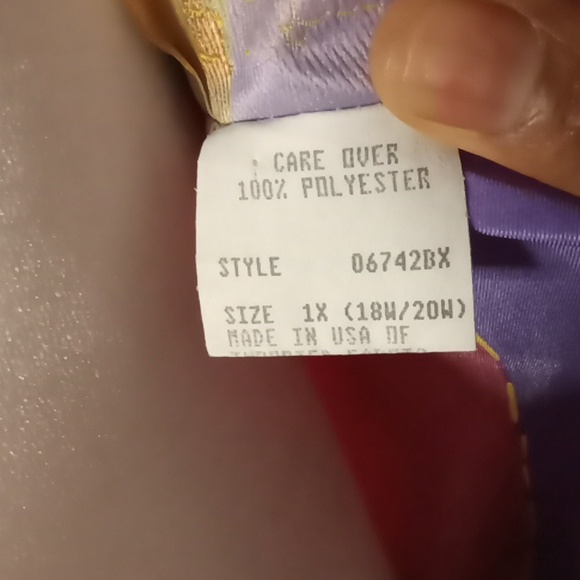 CARE OVER
100% POLYESTER
STYLE 06742BX
SIZE 1X (18W/20W)
MADE IN USA OF